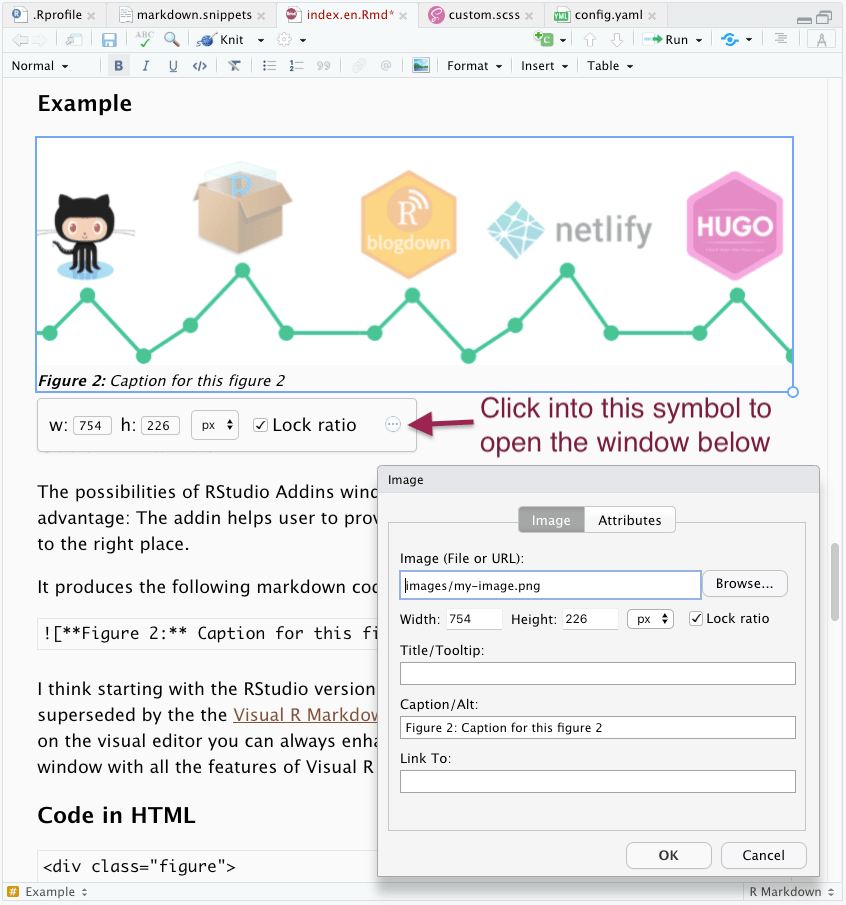 .Rprofile
markdown.snippets
index.en.Rmd*
custom.scss
config.yaml
ABC
Knit
Run
Normal
B
I
U
</>
Format
Insert
Table
Example
R
blogdown
netlify
HUGO
Figure 2: Caption for this figure 2
w: 754 h: 226 px Lock ratio
Click into this symbol to
open the window below
The possibilities of RStudio Addins wind
advantage: The addin helps user to prov
to the right place.
It produces the following markdown cod
![**Figure 2:** Caption for this fi
I think starting with the RStudio version
superseded by the the Visual R Markdow
on the visual editor you can always enha
window with all the features of Visual R
Code in HTML
<div class="figure">
Image
Image
Attributes
Image (File or URL):
images/my-image.png
Browse...
Width: 754 Height: 226 px Lock ratio
Title/Tooltip:
Caption/Alt:
Figure 2: Caption for this figure 2
Link To:
OK
Cancel
# Example
R Markdown